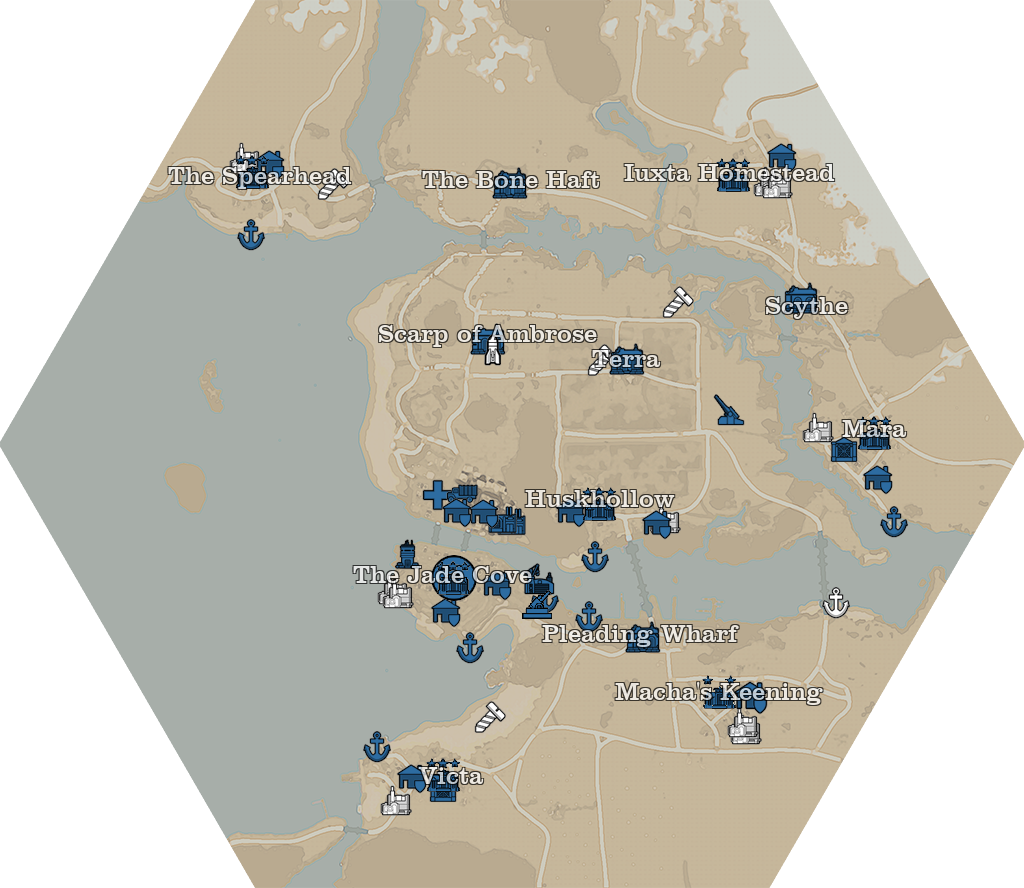 Iuxta Homestead
The Spearhead
The Bone Haft
Scythe
Scarp of Ambrose
Terra
Mara
Huskhollow
The Jade Cove
Pleading Wharf
Macha's Keening
Victa